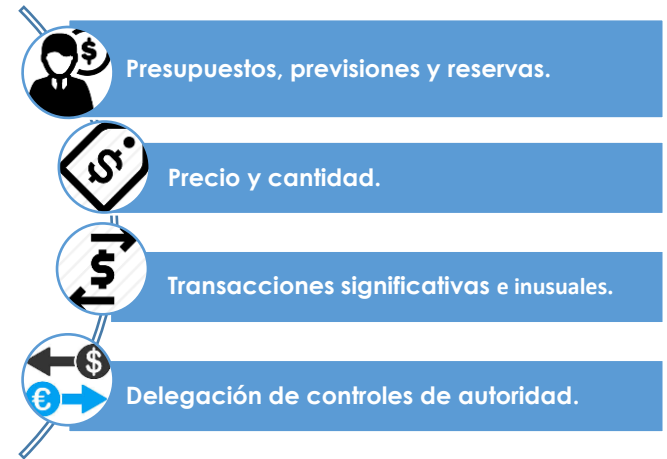 $
Presupuestos, previsiones y reservas.
$
Precio y cantidad.
$
Transacciones significativas e inusuales.
$
€
Delegación de controles de autoridad.